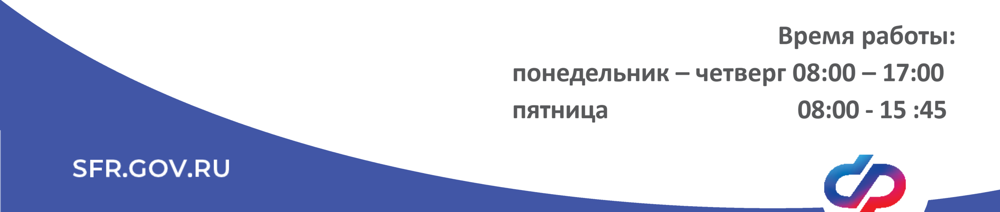 Время работы:
понедельник – четверг 08:00 – 17:00
пятница 08:00 - 15 :45
SFR.GOV.RU